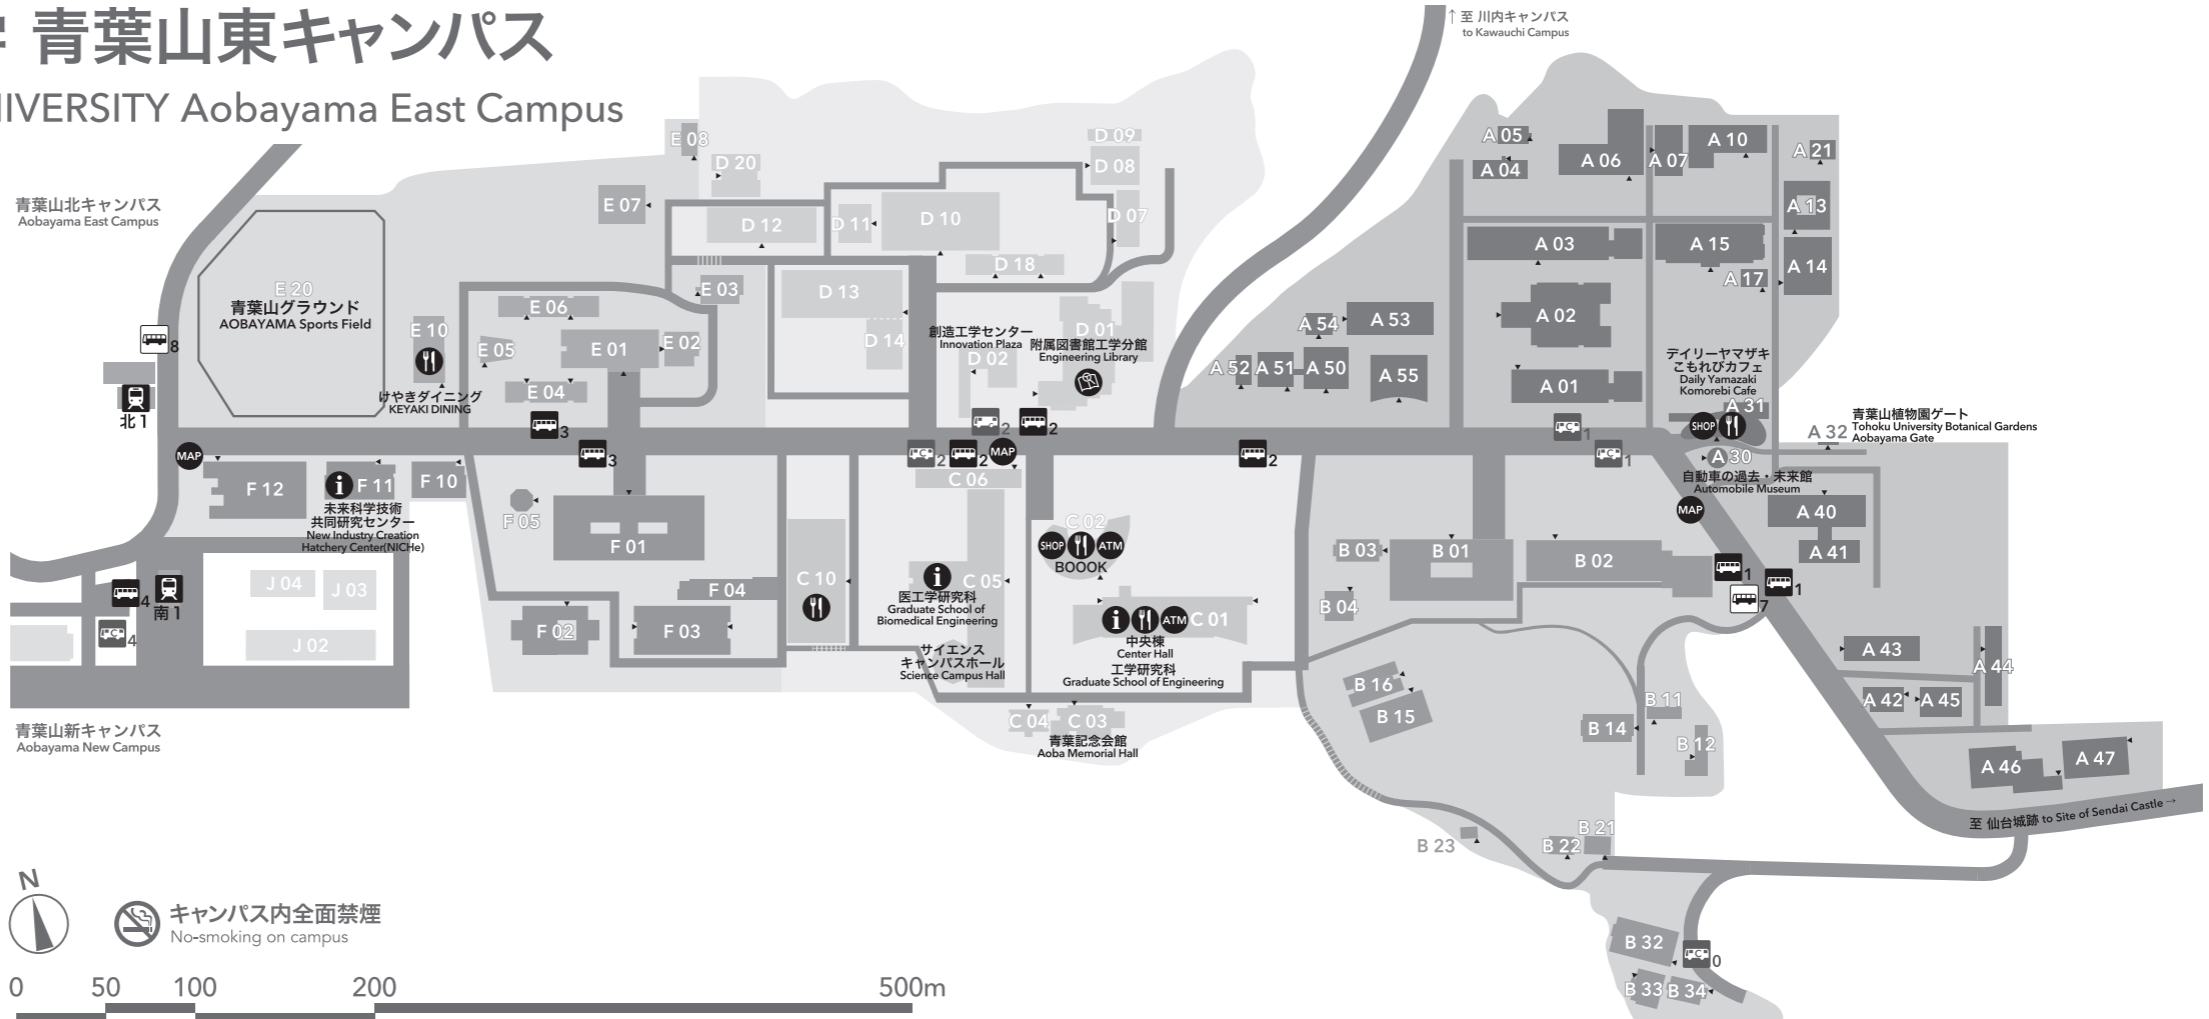 青葉山東キャンパス
UNIVERSITY Aobayama East Campus
↑ 至 川内キャンパス
to Kawauchi Campus
青葉山北キャンパス
Aobayama East Campus
E 20
青葉山グラウンド
AOBAYAMA Sports Field
E 08
D 20
E 07
D 12
D 11
D 10
D 09
D 08
D 07
D 18
E 03
D 13
D 14
E 06
E 10
E 05
E 01
E 02
E 04
けやきダイニング
KEYAKI DINING
創造工学センター
Innovation Plaza
D 02
D 01
附属図書館工学分館
Engineering Library
A 05
A 04
A 06
A 07
A 10
A 21
A 13
A 03
A 15
A 14
A 17
A 02
A 54
A 53
A 52
A 51
A 50
A 55
A 01
デイリーヤマザキ
こもれびカフェ
Daily Yamazaki
Komorebi Cafe
A 31
SHOP
A 32
青葉山植物園ゲート
Tohoku University Botanical Gardens
Aobayama Gate
A 30
自動車の過去・未来館
Automobile Museum
8
北1
3
3
2
2
C
2
2
MAP
2
C
1
C
1
MAP
MAP
F 12
i
F 11
F 10
未来科学技術
共同研究センター
New Industry Creation
Hatchery Center(NICHe)
F 05
F 01
F 04
F 02
F 03
C 10
C 06
i
C 05
医工学研究科
Graduate School of
Biomedical Engineering
サイエンス
キャンパスホール
Science Campus Hall
C 02
SHOP
ATM
BOOOK
i
ATM
C 01
中央棟
Center Hall
工学研究科
Graduate School of Engineering
C 04
C 03
青葉記念会館
Aoba Memorial Hall
B 03
B 01
B 02
B 04
A 40
A 41
1
1
7
4
南1
C
4
J 04
J 03
J 02
A 43
A 44
A 42
A 45
B 16
B 15
B 14
B 11
B 12
A 46
A 47
青葉山新キャンパス
Aobayama New Campus
至 仙台城跡 to Site of Sendai Castle →
B 23
B 22
B 21
B 32
C
0
B 33
B 34
N
キャンパス内全面禁煙
No-smoking on campus
0
50
100
200
500m